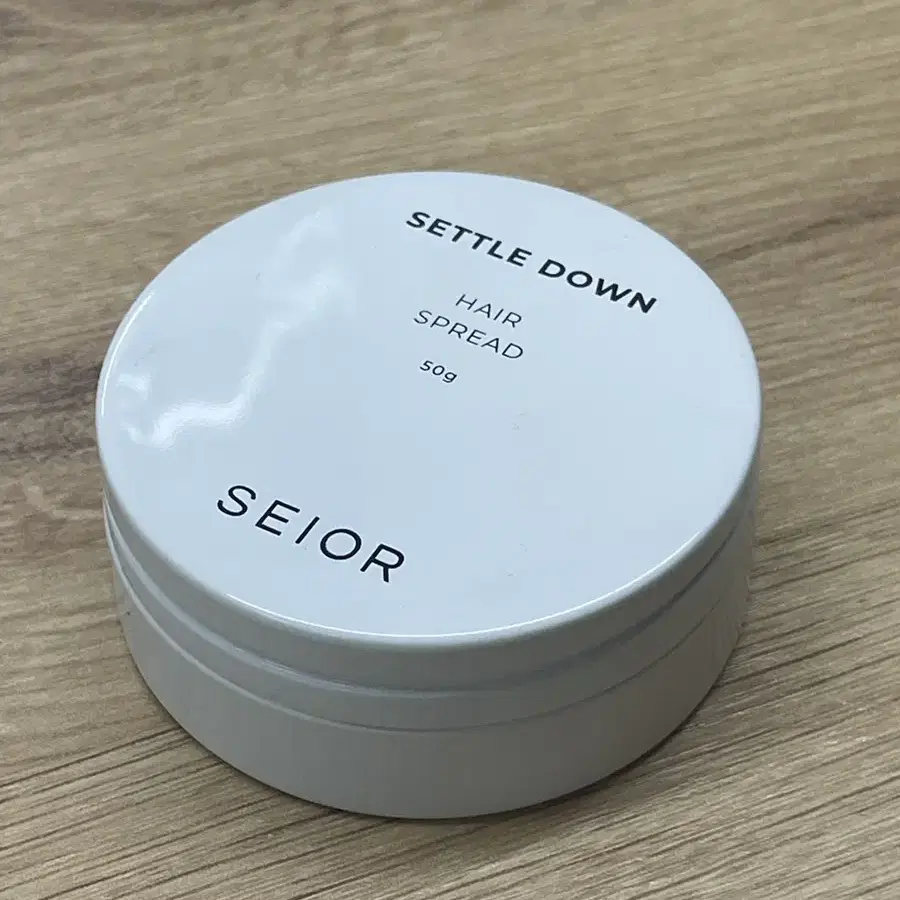 SETTLE DOWN
HAIR
SPREAD
50g
SEIOR